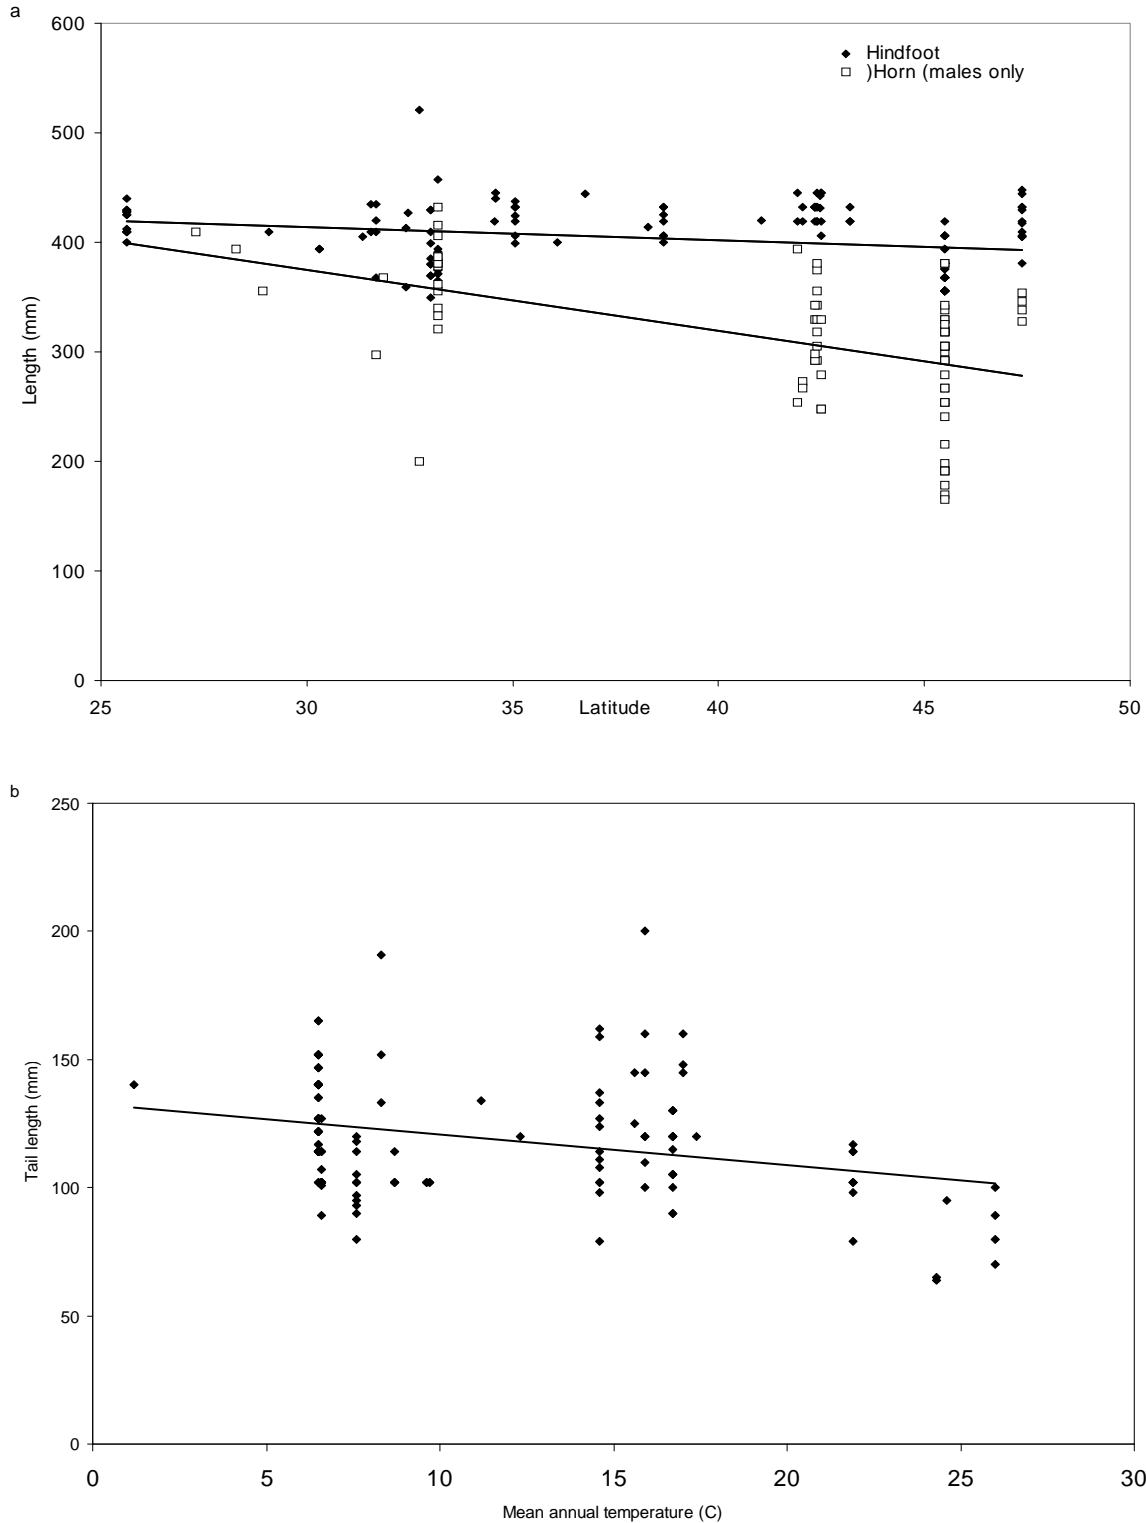 a
600
500
400
300
200
100
0
Length (mm)
Hindfoot
)Horn (males only
25 30 35 Latitude 40 45 50
b
250
200
150
100
50
0
Tail length (mm)
0 5 10 15 20 25 30
Mean annual temperature (C)